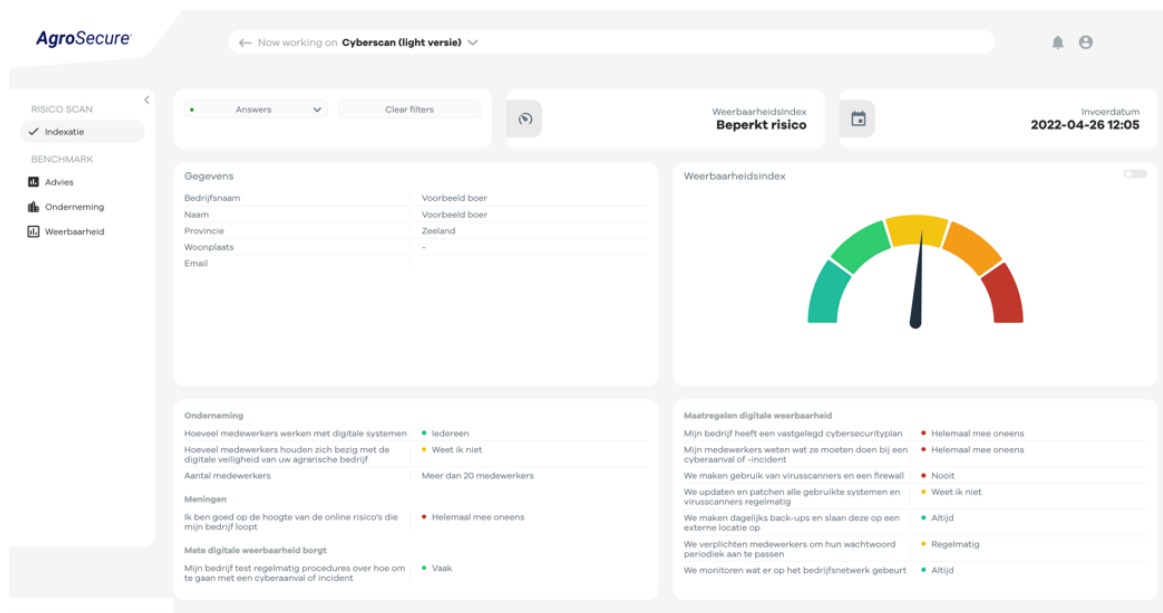 AgroSecure
← Now working on Cyberscan (light versie)
RISICO SCAN
Indexatie
BENCHMARK
Advies
Onderneming
Weerbaarheid
Answers
Clear filters
WeerbaarheidsIndex
Beperkt risico
Invoerdatum
2022-04-26 12:05
Gegevens
Bedrijfsnaam Voorbeeld boer
Naam Voorbeeld boer
Provincie Zeeland
Woonplaats -
Email
Weerbaarheidsindex
Onderneming
Hoeveel medewerkers werken met digitale systemen Iedereen
Hoeveel medewerkers houden zich bezig met de Weet ik niet
digitale veiligheid van uw agrarische bedrijf
Aantal medewerkers Meer dan 20 medewerkers
Meningen
Ik ben goed op de hoogte van de online risico's die Helemaal mee oneens
mijn bedrijf loopt
Mate digitale weerbaarheid borgt
Mijn bedrijf test regelmatig procedures over hoe om Vaak
te gaan met een cyberaanval of incident
Maatregelen digitale weerbaarheid
Mijn bedrijf heeft een vastgelegd cybersecurityplan Helemaal mee oneens
Mijn medewerkers weten wat ze moeten doen bij een Helemaal mee oneens
cyberaanval of -incident
We maken gebruik van virusscanners en een firewall Nooit
We updaten en patchen alle gebruikte systemen en Weet ik niet
virusscanners regelmatig
We maken dagelijks back-ups en slaan deze op een Altijd
externe locatie op
We verplichten medewerkers om hun wachtwoord Regelmatig
periodiek aan te passen
We monitoren wat er op het bedrijfsnetwerk gebeurt Altijd